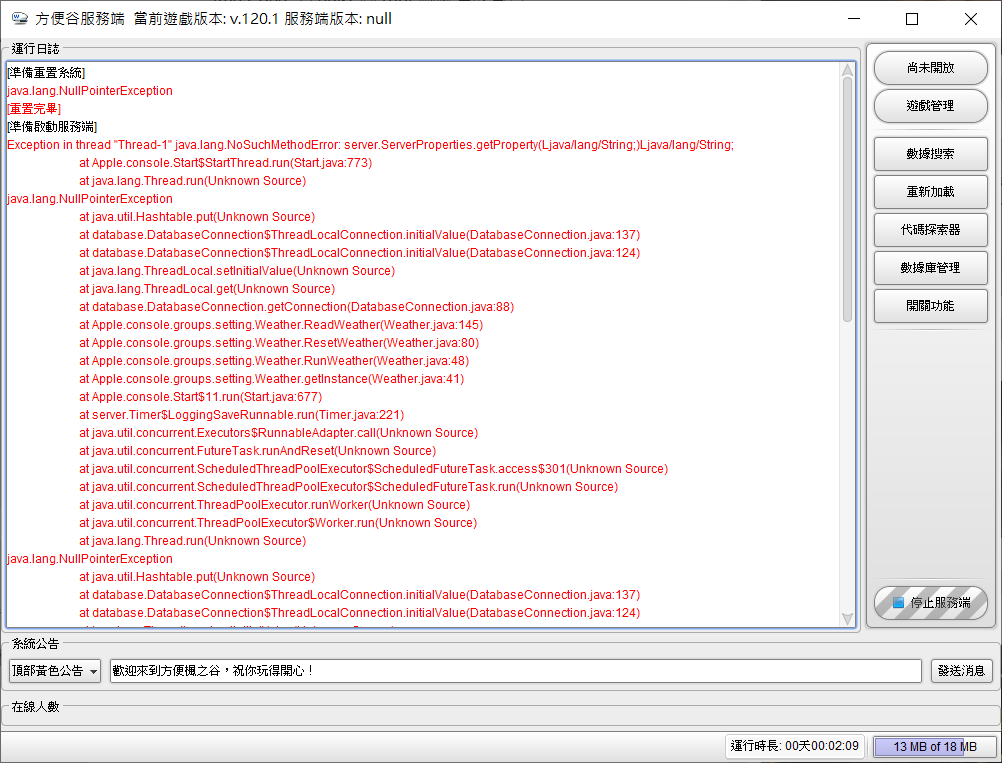 方便谷服務端 當前遊戲版本: v.120.1 服務端版本: null
運行日誌
[準備重置系統]
java.lang.NullPointerException
[重置完畢]
[準備啟動服務端]
Exception in thread "Thread-1" java.lang.NoSuchMethodError: server.ServerProperties.getProperty(Ljava/lang/String;)Ljava/lang/String;
at Apple.console.Start$StartThread.run(Start.java:773)
at java.lang.Thread.run(Unknown Source)
java.lang.NullPointerException
at java.util.Hashtable.put(Unknown Source)
at database.DatabaseConnection$ThreadLocalConnection.initialValue(DatabaseConnection.java:137)
at database.DatabaseConnection$ThreadLocalConnection.initialValue(DatabaseConnection.java:124)
at java.lang.ThreadLocal.setInitialValue(Unknown Source)
at java.lang.ThreadLocal.get(Unknown Source)
at database.DatabaseConnection.getConnection(DatabaseConnection.java:88)
at Apple.console.groups.setting.Weather.ReadWeather(Weather.java:145)
at Apple.console.groups.setting.Weather.ResetWeather(Weather.java:80)
at Apple.console.groups.setting.Weather.RunWeather(Weather.java:48)
at Apple.console.groups.setting.Weather.getInstance(Weather.java:41)
at Apple.console.Start$11.run(Start.java:677)
at server.Timer$LoggingSaveRunnable.run(Timer.java:221)
at java.util.concurrent.Executors$RunnableAdapter.call(Unknown Source)
at java.util.concurrent.FutureTask.runAndReset(Unknown Source)
at java.util.concurrent.ScheduledThreadPoolExecutor$ScheduledFutureTask.access$301(Unknown Source)
at java.util.concurrent.ScheduledThreadPoolExecutor$ScheduledFutureTask.run(Unknown Source)
at java.util.concurrent.ThreadPoolExecutor.runWorker(Unknown Source)
at java.util.concurrent.ThreadPoolExecutor$Worker.run(Unknown Source)
at java.lang.Thread.run(Unknown Source)
java.lang.NullPointerException
at java.util.Hashtable.put(Unknown Source)
at database.DatabaseConnection$ThreadLocalConnection.initialValue(DatabaseConnection.java:137)
at database.DatabaseConnection$ThreadLocalConnection.initialValue(DatabaseConnection.java:124)
尚未開放
遊戲管理
數據搜索
重新加載
代碼探索器
數據庫管理
開關功能
停止服務端
系統公告
頂部黃色公告
歡迎來到方便楓之谷，祝你玩得開心！
發送消息
在線人數
運行時長: 00天00:02:09
13 MB of 18 MB